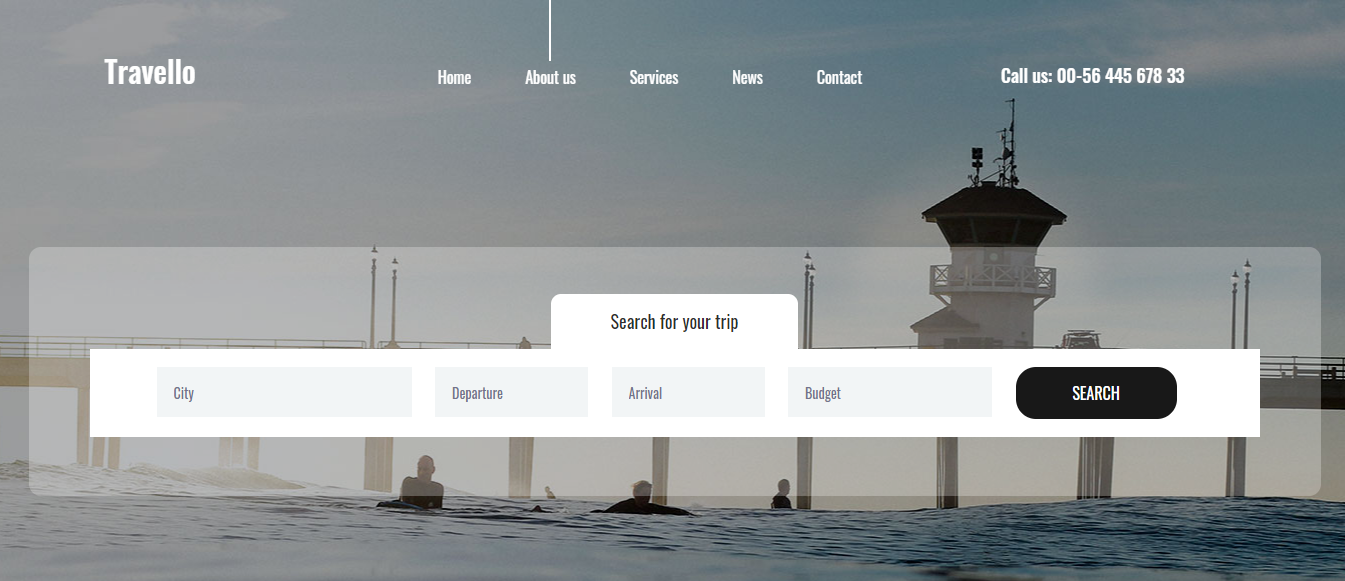 Travello
Home About us Services News Contact
Call us: 00-56 445 678 33
Search for your trip
City Departure Arrival Budget SEARCH